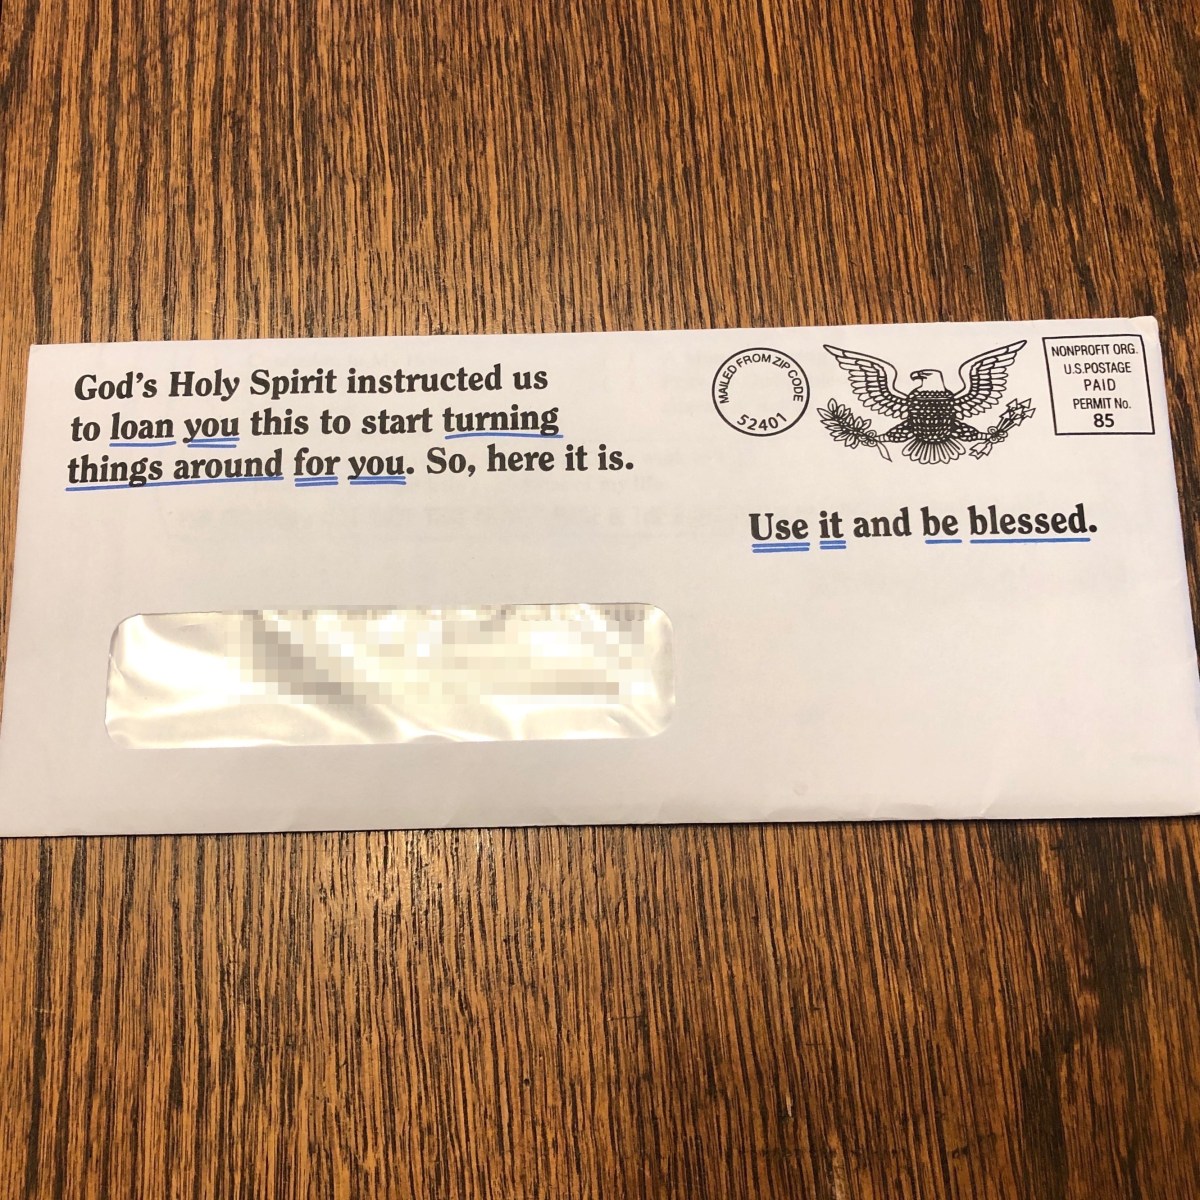 God's Holy Spirit instructed us
to loan you this to start turning
things around for you. So, here it is.
MAILED FROM ZIP CODE
52401
NONPROFIT ORG.
U.S.POSTAGE
PAID
PERMIT No.
85
Use it and be blessed.